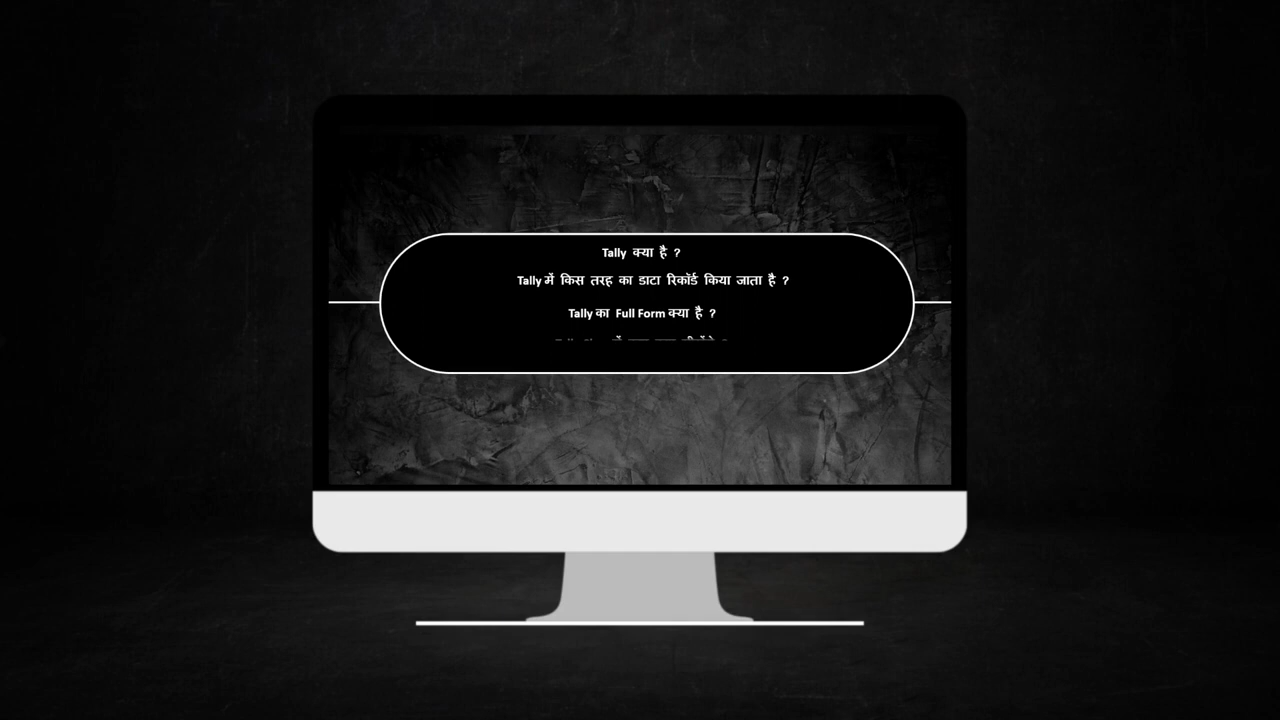 Tally क्या है ?
Tally में किस तरह का डाटा रिकॉर्ड किया जाता है ?
Tally का Full Form क्या है ?